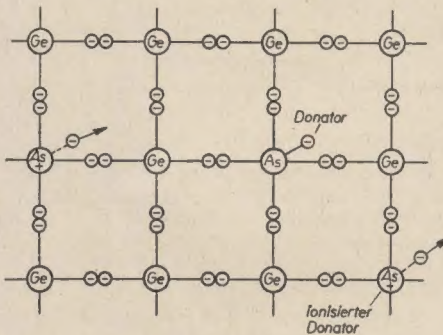 Ge Ge Ge Ge
Donator
As + Ge As Ge
Ge Ge Ge As +
Ionisierter
Donator